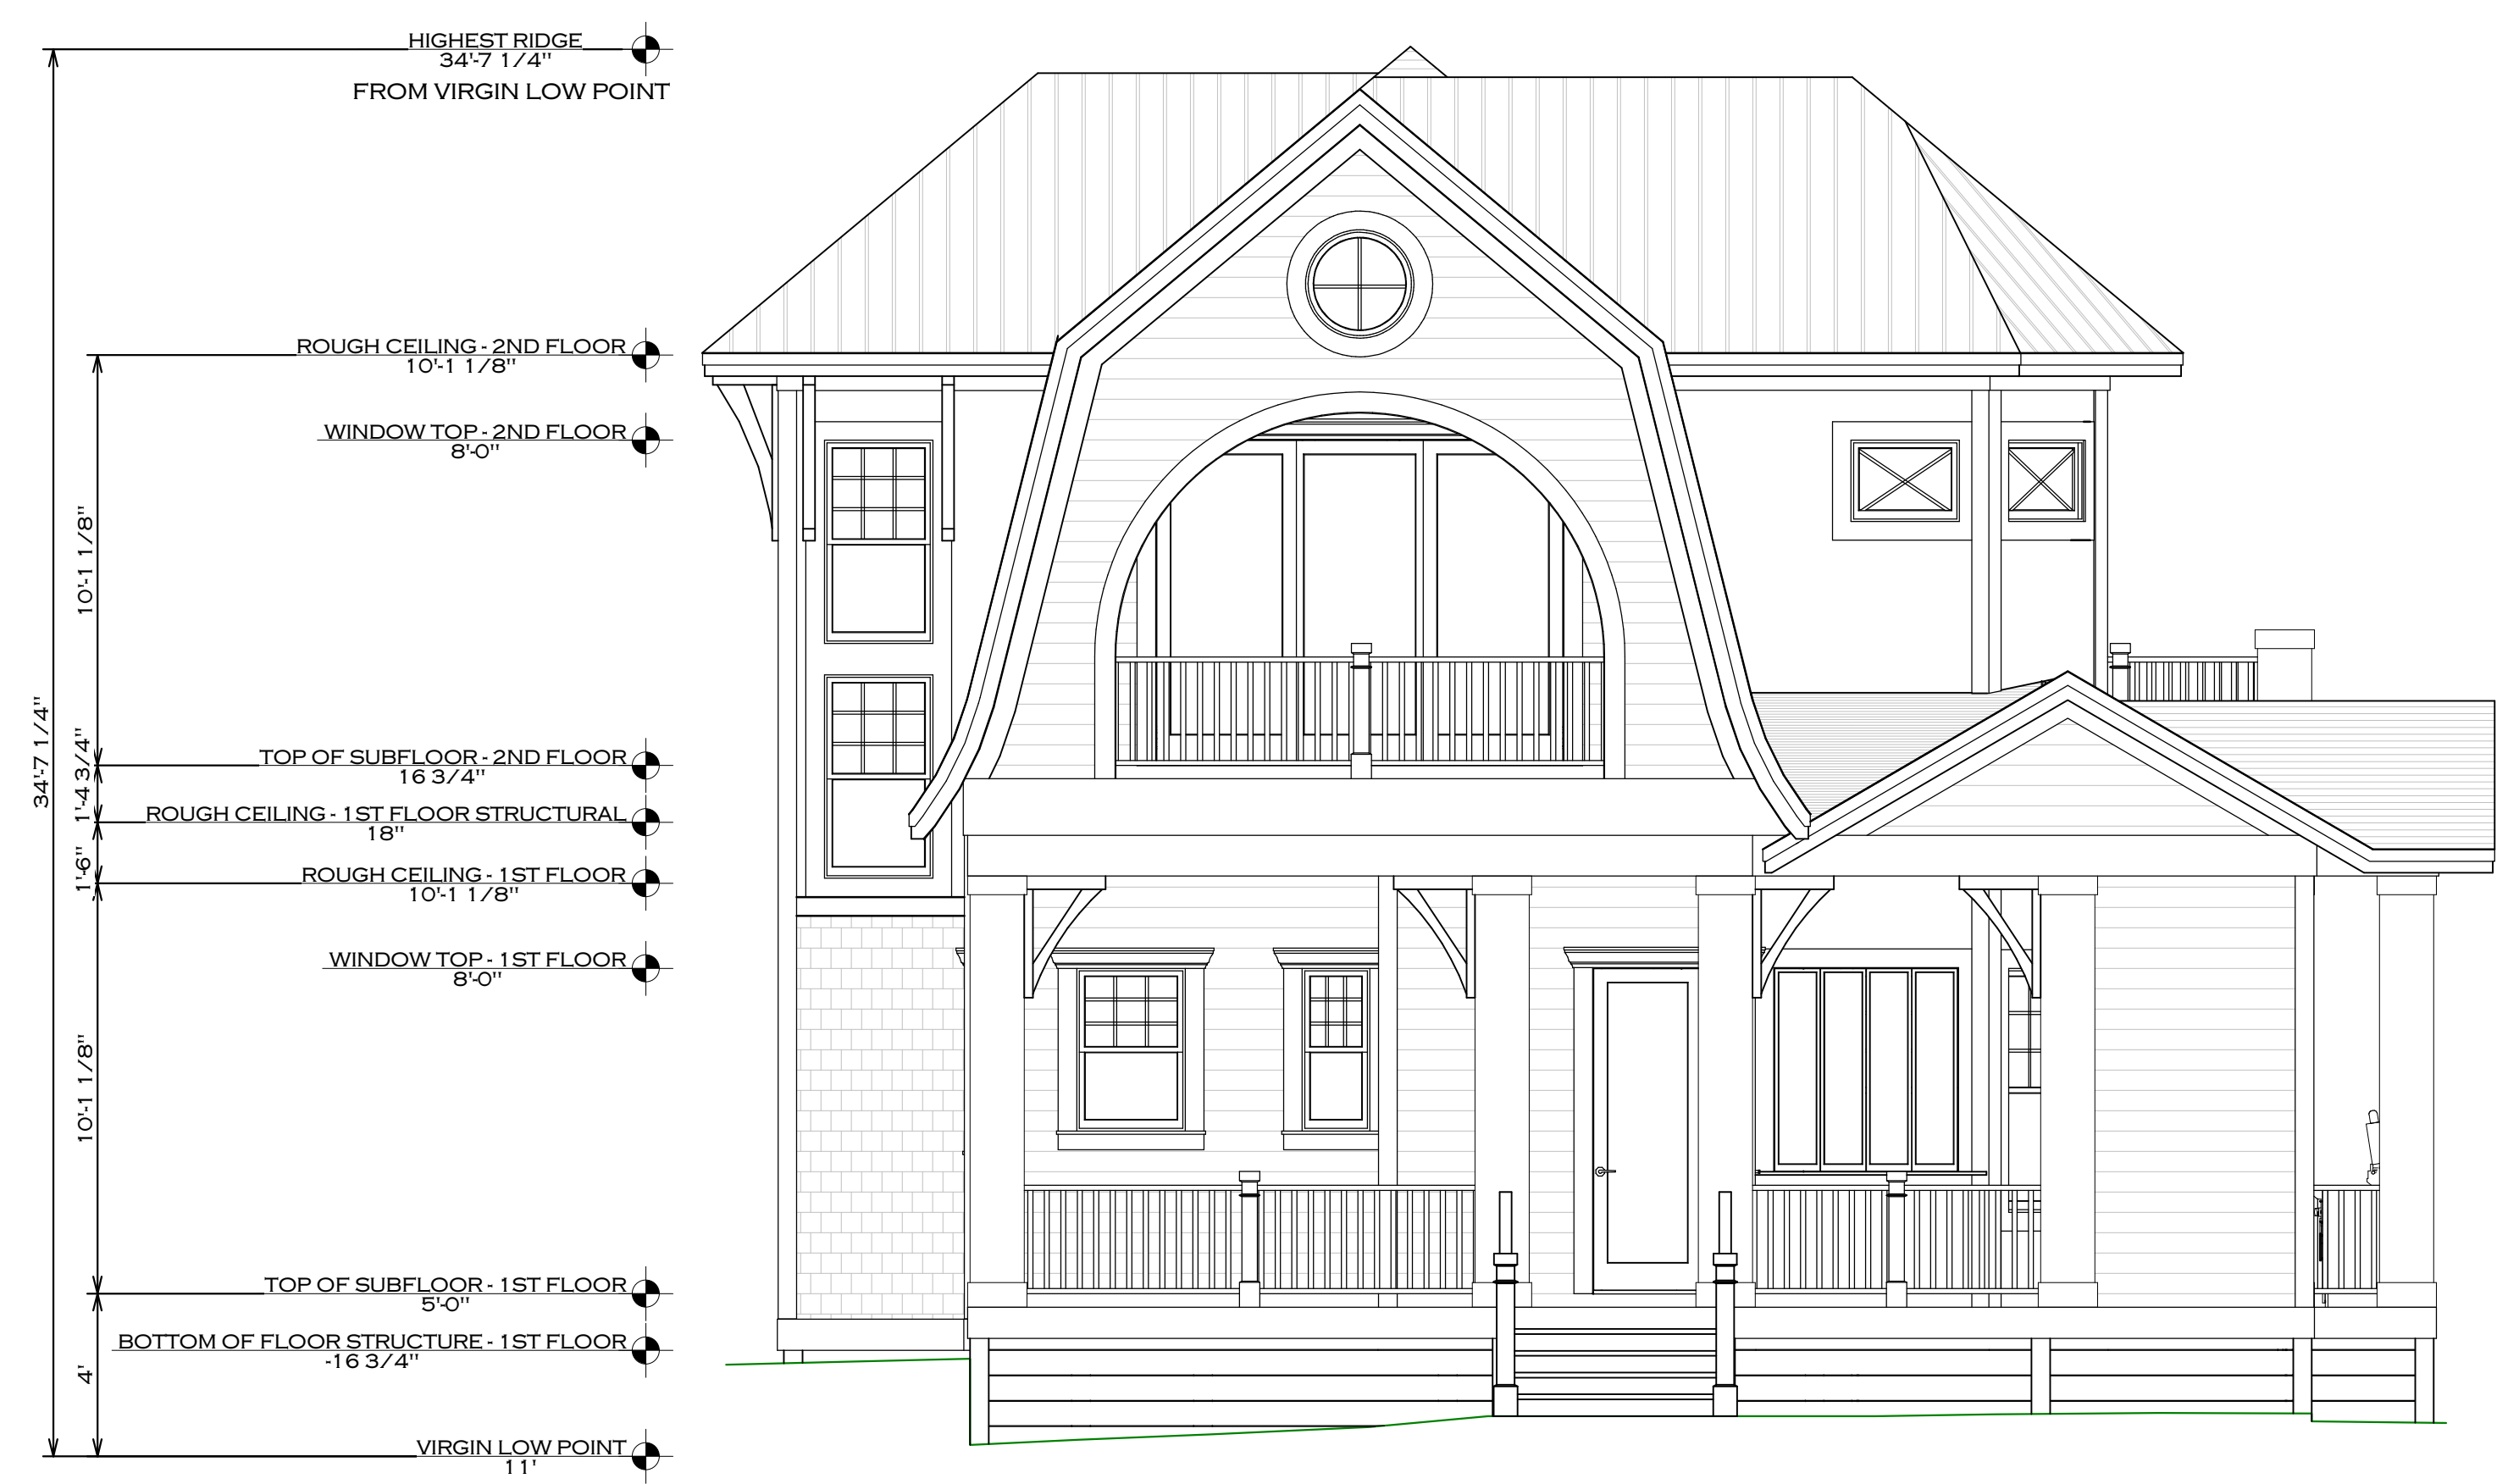 HIGHEST RIDGE
34'-7 1/4"
FROM VIRGIN LOW POINT
ROUGH CEILING - 2ND FLOOR
10'-1 1/8"
WINDOW TOP - 2ND FLOOR
8'-0"
10'-1 1/8"
34'-7 1/4"
TOP OF SUBFLOOR - 2ND FLOOR
16 3/4"
1'-4 3/4"
ROUGH CEILING - 1ST FLOOR STRUCTURAL
18"
1'-6"
ROUGH CEILING - 1ST FLOOR
10'-1 1/8"
WINDOW TOP - 1ST FLOOR
8'-0"
10'-1 1/8"
TOP OF SUBFLOOR - 1ST FLOOR
5'-0"
BOTTOM OF FLOOR STRUCTURE - 1ST FLOOR
-16 3/4"
4'
VIRGIN LOW POINT
11'